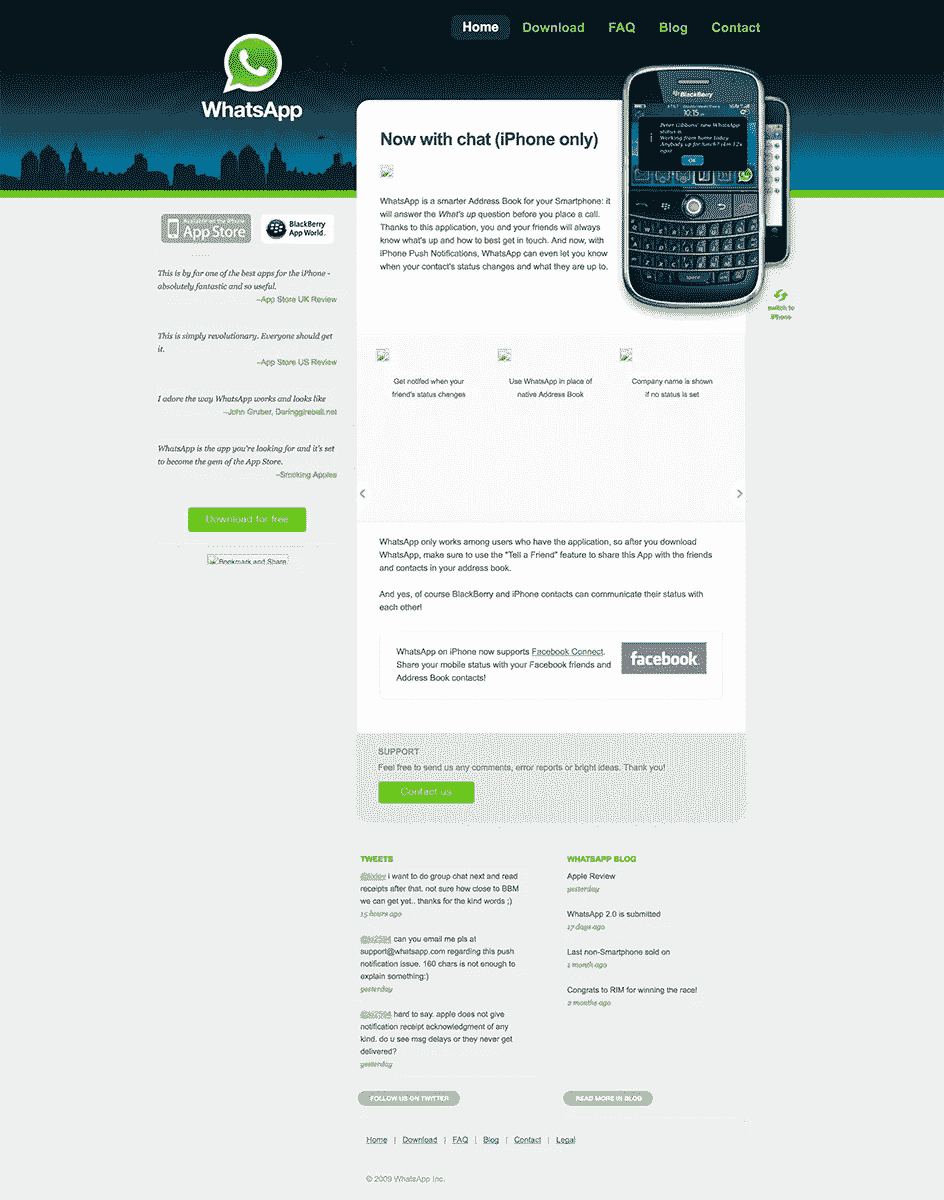 Home Download FAQ Blog Contact
WhatsApp
Now with chat (iPhone only)
WhatsApp is a smarter Address Book for your Smartphone: it
will answer the What's up question before you place a call.
Thanks to this application, you and your friends will always
know what's up and how to best get in touch. And now, with
iPhone Push Notifications, WhatsApp can even let you know
when your contact's status changes and what they are up to.
BlackBerry
10:15
Peter Gibbons' new WhatsApp
status is
Working from home today.
Anybody up for lunch?
OK
switch to
iPhone
Available on the iPhone
App Store
BlackBerry
App World.
This is by far one of the best apps for the iPhone -
absolutely fantastic and so useful.
–App Store UK Review
This is simply revolutionary. Everyone should get
it.
–App Store US Review
I adore the way WhatsApp works and looks like
–John Gruber, Daringfireball.net
WhatsApp is the app you're looking for and it's set
to become the gem of the App Store.
–Smoking Apples
Download for free
Bookmark and Share
Get notifed when your
friend's status changes
Use WhatsApp in place of
native Address Book
Company name is shown
if no status is set
WhatsApp only works among users who have the application, so after you download
WhatsApp, make sure to use the "Tell a Friend" feature to share this App with the friends
and contacts in your address book.
And yes, of course BlackBerry and iPhone contacts can communicate their status with
each other!
WhatsApp on iPhone now supports Facebook Connect.
Share your mobile status with your Facebook friends and
Address Book contacts!
facebook
SUPPORT
Feel free to send us any comments, error reports or bright ideas. Thank you!
Contact us
TWEETS
i want to do group chat next and read
receipts after that. not sure how close to BBM
we can get yet.. thanks for the kind words ;)
15 hours ago
can you email me pls at
support@whatsapp.com regarding this push
notification issue. 160 chars is not enough to
explain something:)
yesterday
hard to say. apple does not give
notification receipt acknowledgment of any
kind. do u see msg delays or they never get
delivered?
yesterday
FOLLOW US ON TWITTER
WHATSAPP BLOG
Apple Review
yesterday
WhatsApp 2.0 is submitted
17 days ago
Last non-Smartphone sold on
1 month ago
Congrats to RIM for winning the race!
2 months ago
READ MORE IN BLOG
Home | Download | FAQ | Blog | Contact | Legal
© 2009 WhatsApp Inc.